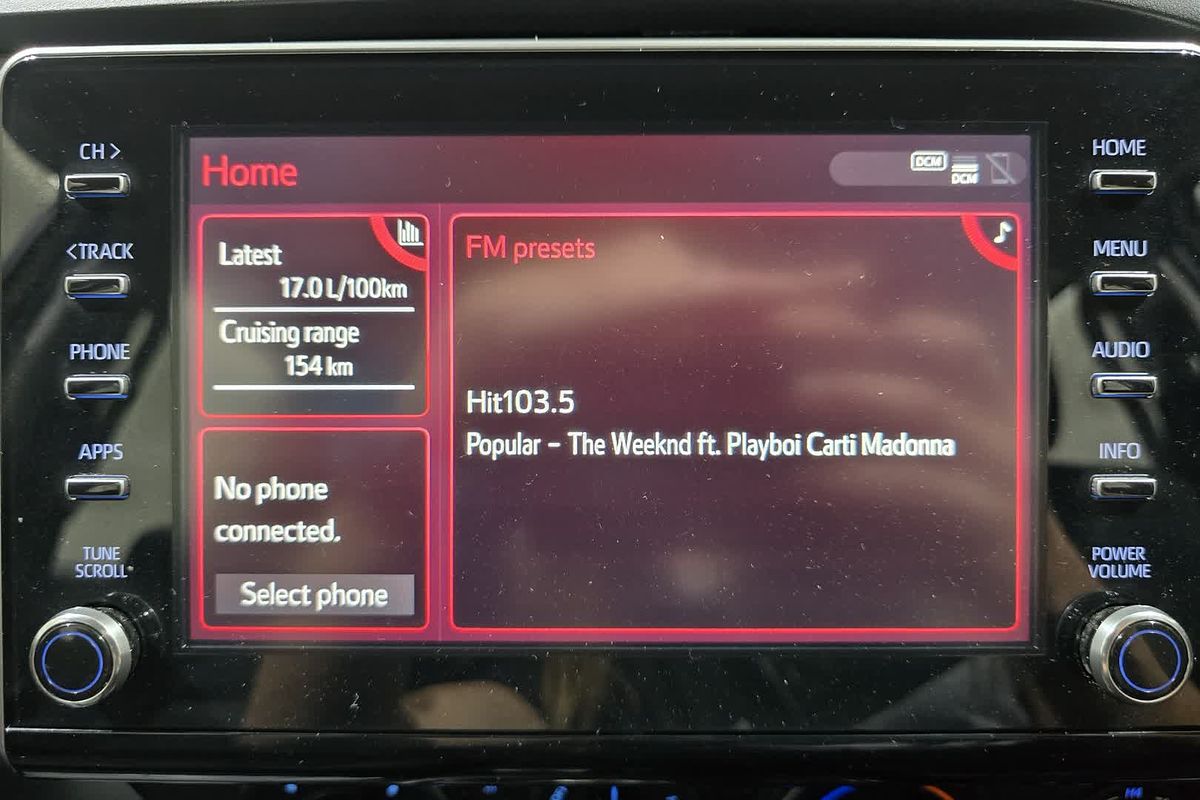 CH >
<TRACK
PHONE
APPS
TUNE
SCROLL
Home
DCM
DCM
Latest
17.0 L/100km
Cruising range
154 km
No phone
connected.
Select phone
FM presets
Hit103.5
Popular - The Weeknd ft. Playboi Carti Madonna
HOME
MENU
AUDIO
INFO
POWER
VOLUME
H4